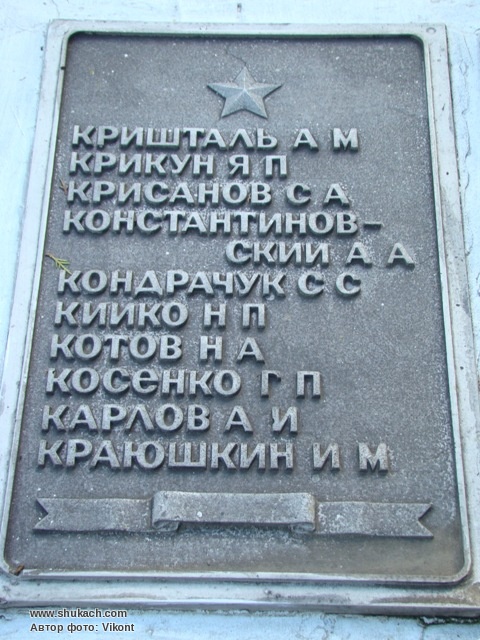 КРИШТАЛЬ А М
КРИКУН Я П
КРИСАНОВ С А
КОНСТАНТИНОВ-
СКИИ А А
КОНДРАЧУК С С
КИИКО Н П
КОТОВ Н А
КОСЕНКО Г П
КАРЛОВ А И
КРАЮШКИН И М
www.shukach.com
Автор фото: Vikont